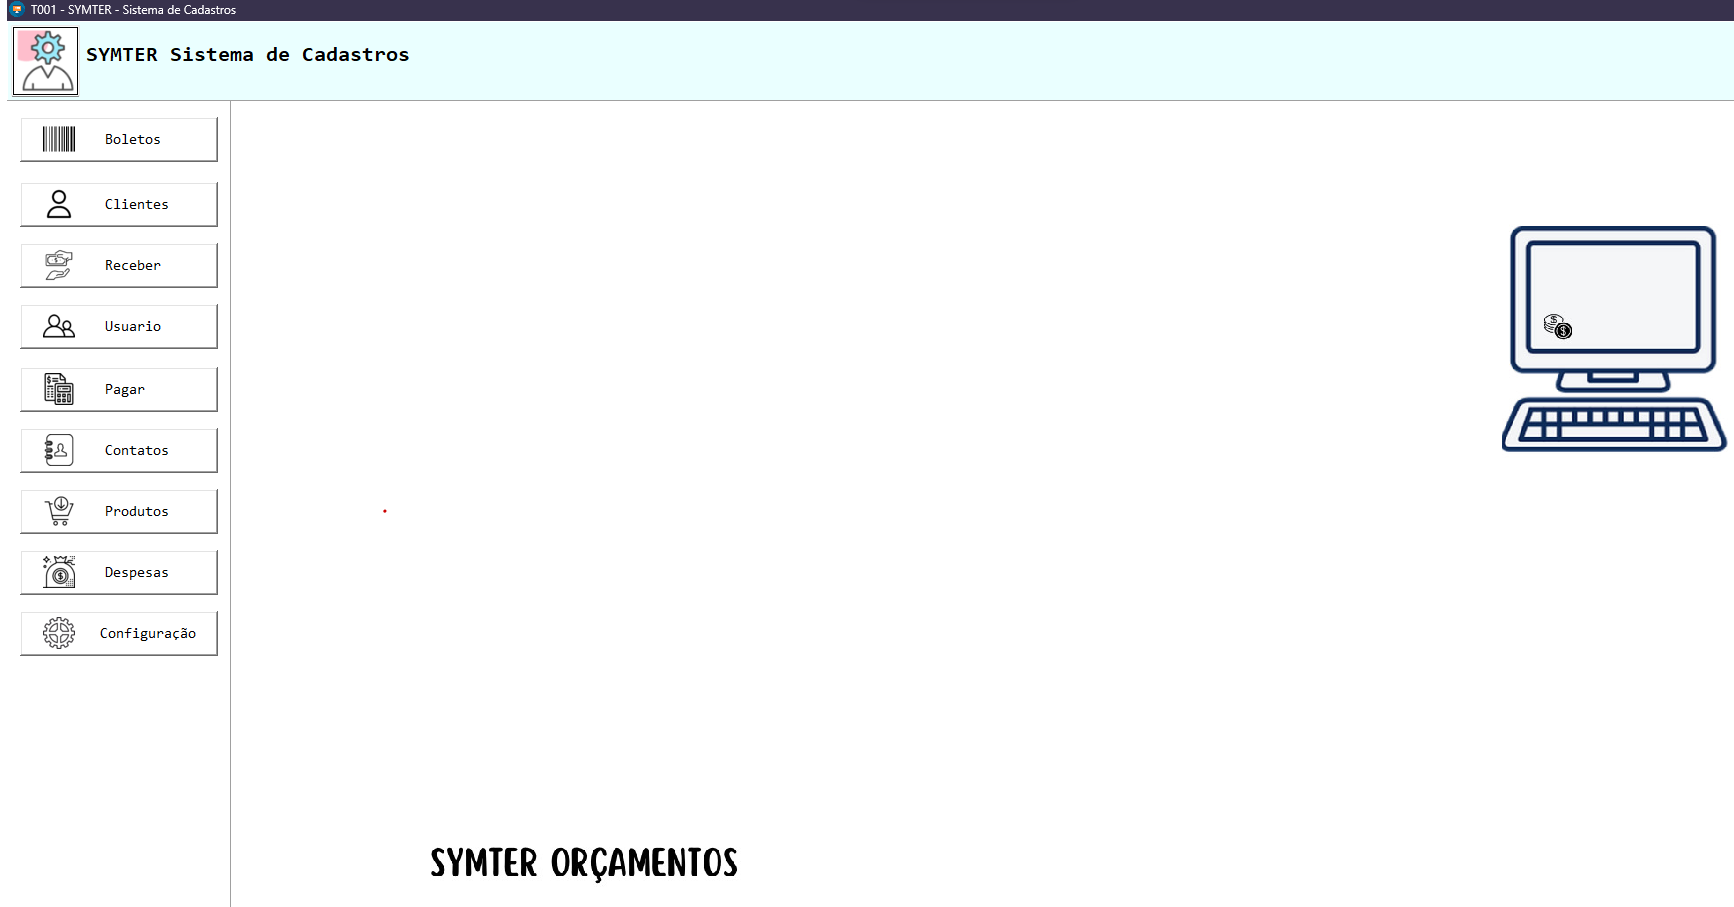 T001 - SYMTER - Sistema de Cadastros
SYMTER Sistema de Cadastros
Boletos
Clientes
Receber
Usuario
Pagar
Contatos
Produtos
Despesas
Configuração
SYMTER ORÇAMENTOS